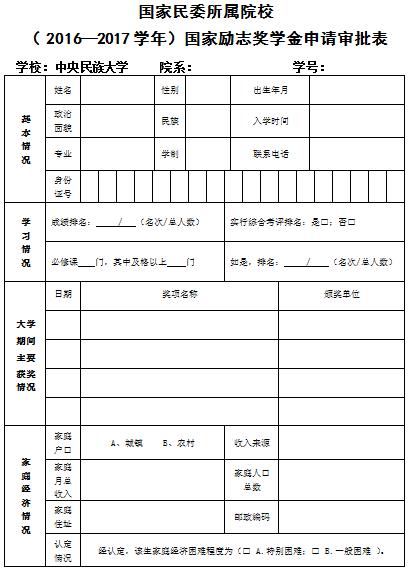 国家民委所属院校
（ 2016—2017 学年）国家励志奖学金申请审批表
学校：中央民族大学 院系： 学号：
基本情况
姓名 性别 出生年月
政治面貌 民族 入学时间
专业 学制 联系电话
身份证号
学习情况
成绩排名： / （名次/总人数） 实行综合考评排名：是□；否□
必修课 门，其中及格以上 门 如是，排名： / （名次/总人数）
大学期间主要获奖情况
日期 奖项名称 颁奖单位
家庭经济情况
家庭户口 A、城镇 B、农村 收入来源
家庭月总收入 家庭人口总数
家庭住址 邮政编码
认定情况 经认定，该生家庭经济困难程度为（□ A.特别困难；□ B.一般困难 ）。